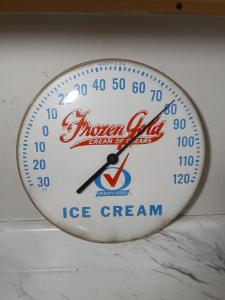 30 20 10 0 10 20 30 40 50 60 70 80 90 100 110 120
Frozen Gold
CREAM OF CREAMS
QUALITY CHEKD
ICE CREAM